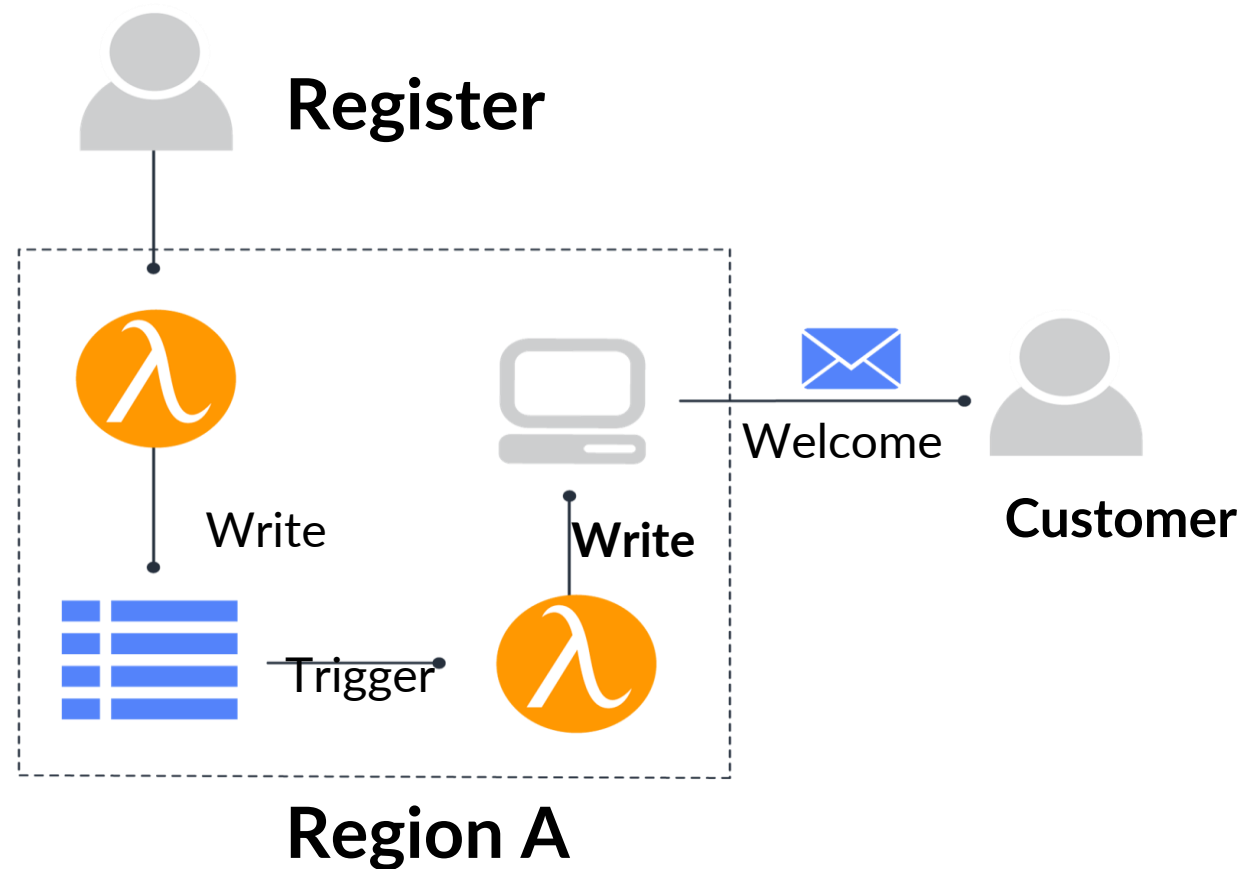 Register
Welcome
Write
Write
Customer
Trigger
Region A